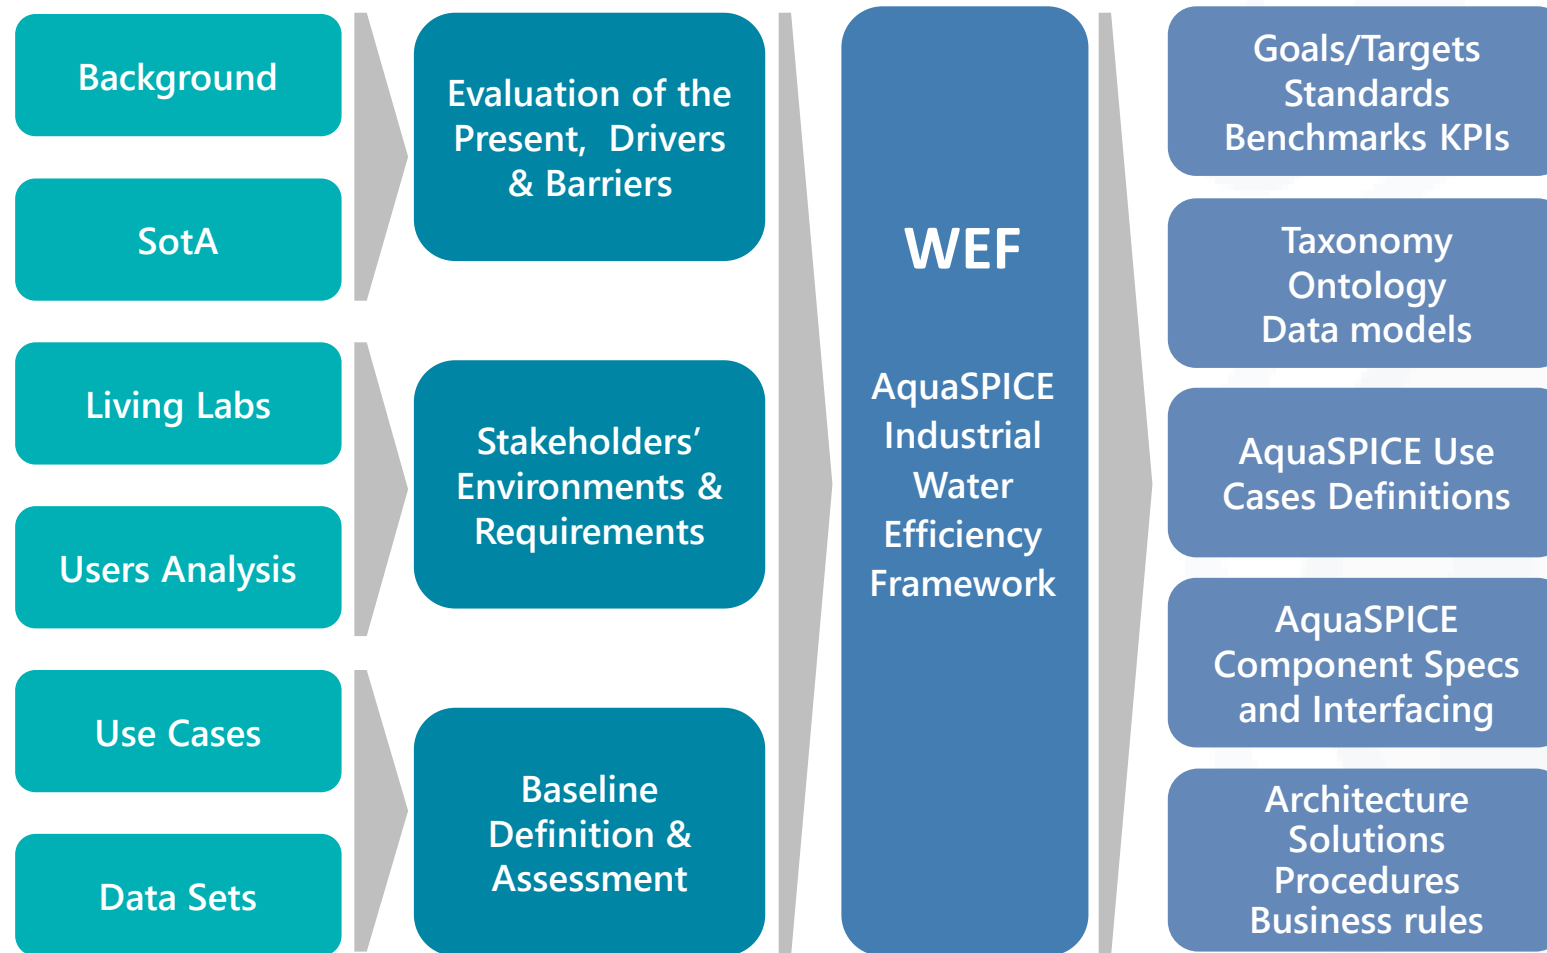 Background
SotA
Living Labs
Users Analysis
Use Cases
Data Sets
Evaluation of the
Present, Drivers
& Barriers
Stakeholders’
Environments &
Requirements
Baseline
Definition &
Assessment
WEF
AquaSPICE
Industrial
Water
Efficiency
Framework
Goals/Targets
Standards
Benchmarks KPIs
Taxonomy
Ontology
Data models
AquaSPICE Use
Cases Definitions
AquaSPICE
Component Specs
and Interfacing
Architecture
Solutions
Procedures
Business rules